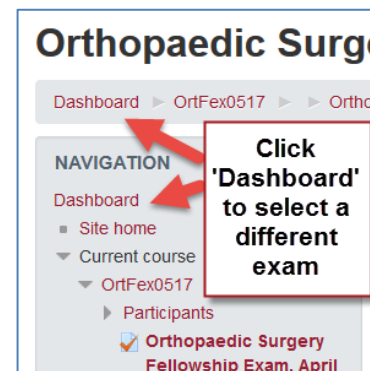 Orthopaedic Surg
Dashboard OrtFex0517 Ortho
NAVIGATION
Dashboard
Site home
Current course
OrtFex0517
Participants
Orthopaedic Surgery
Fellowship Exam, April
Click
'Dashboard'
to select a
different
exam